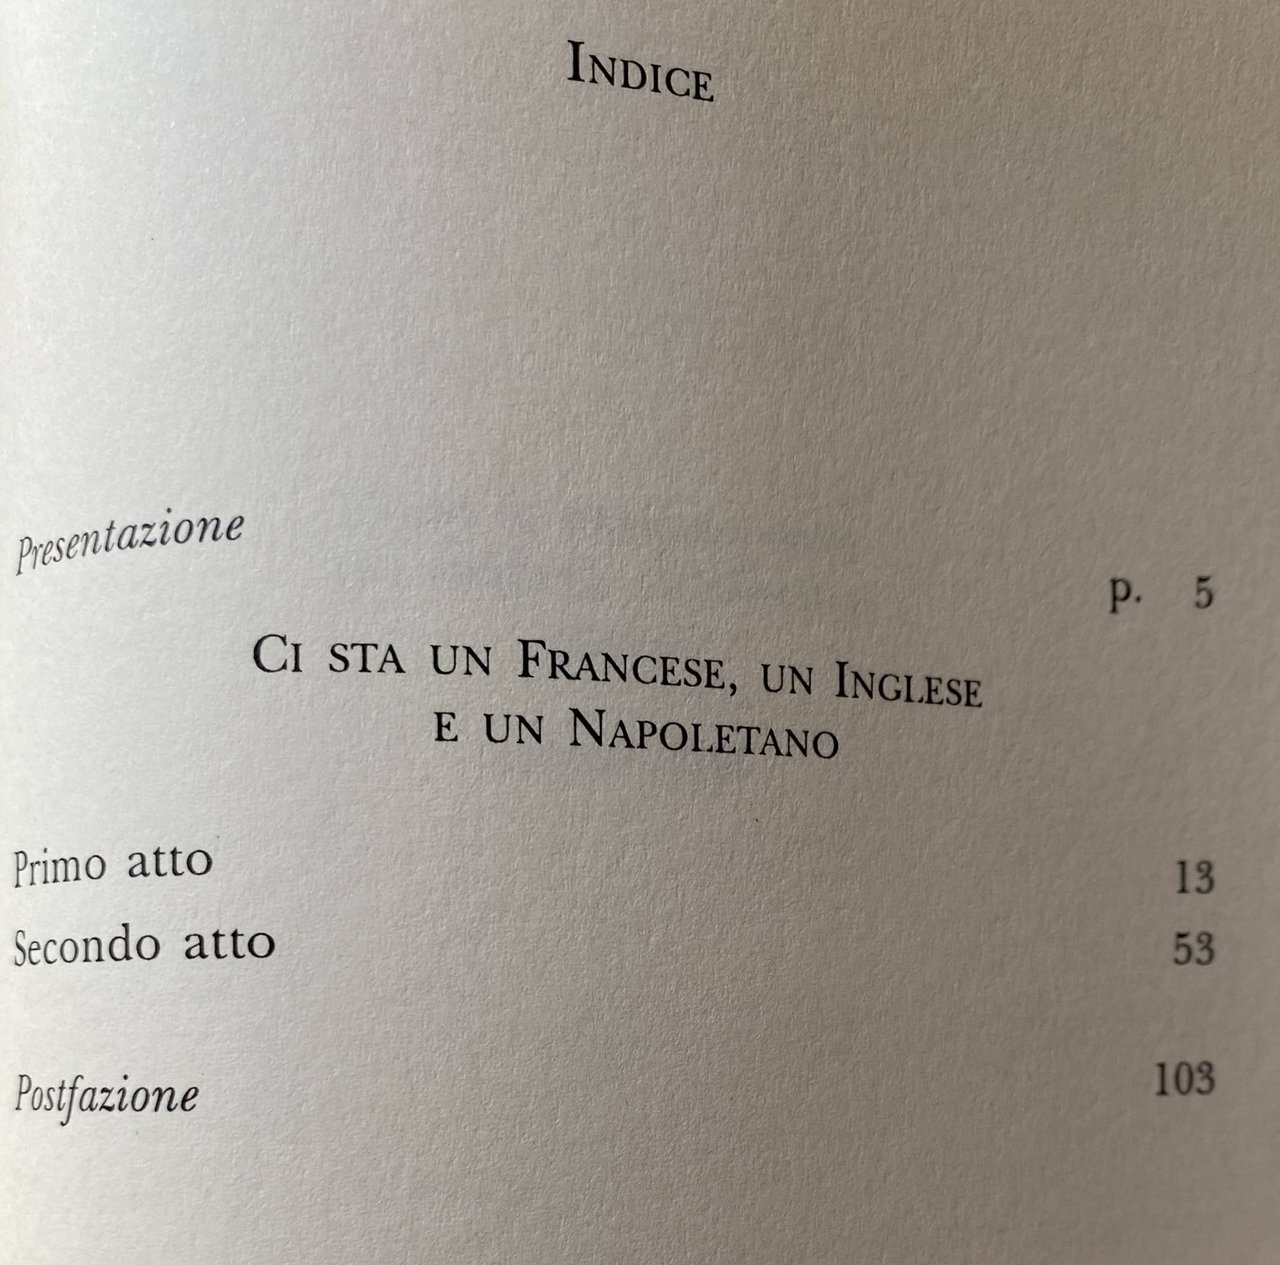 INDICE
Presentazione p. 5
CI STA UN FRANCESE, UN INGLESE
E UN NAPOLETANO
Primo atto 13
Secondo atto 53
Postfazione 103